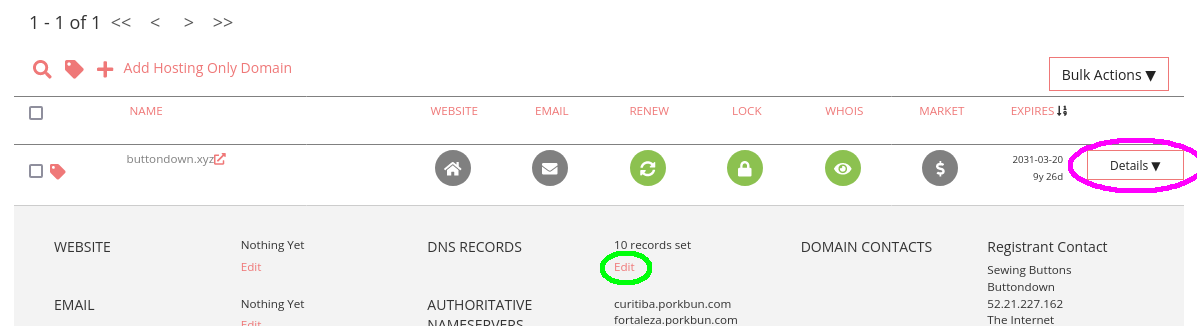 1 - 1 of 1 << < > >>
Add Hosting Only Domain
Bulk Actions ▼
NAME WEBSITE EMAIL RENEW LOCK WHOIS MARKET EXPIRES
buttondown.xyz
2031-03-20
9y 26d
Details ▼
WEBSITE
Nothing Yet
Edit
DNS RECORDS
10 records set
Edit
DOMAIN CONTACTS
Registrant Contact
Sewing Buttons
Buttondown
52.21.227.162
The Internet
EMAIL
Nothing Yet
Edit
AUTHORITATIVE
NAMESERVERS
curitiba.porkbun.com
fortaleza.porkbun.com